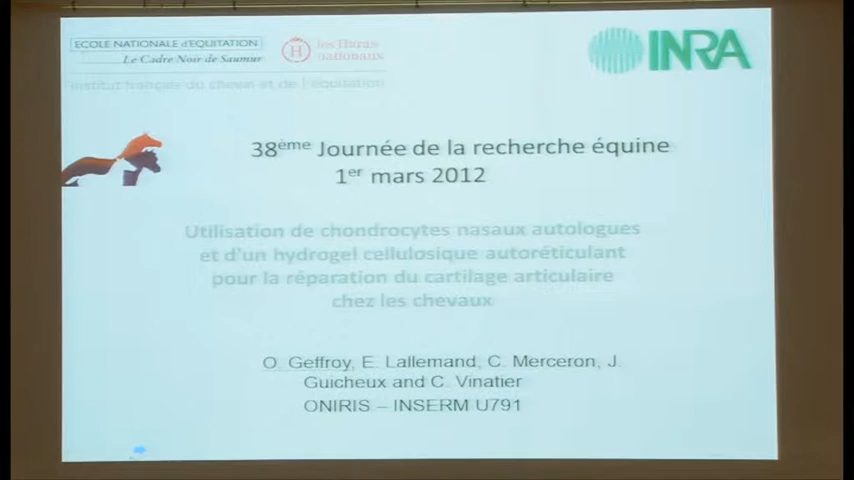 ECOLE NATIONALE d'EQUITATION
Le Cadre Noir de Saumur
H
les Haras
nationaux
Institut français du cheval et de l'équitation
INRA
38ème Journée de la recherche équine
1er mars 2012
Utilisation de chondrocytes nasaux autologues
et d'un hydrogel cellulosique autoréticulant
pour la réparation du cartilage articulaire
chez les chevaux
O. Geffroy, E. Lallemand, C. Merceron, J.
Guicheux and C. Vinatier
ONIRIS – INSERM U791